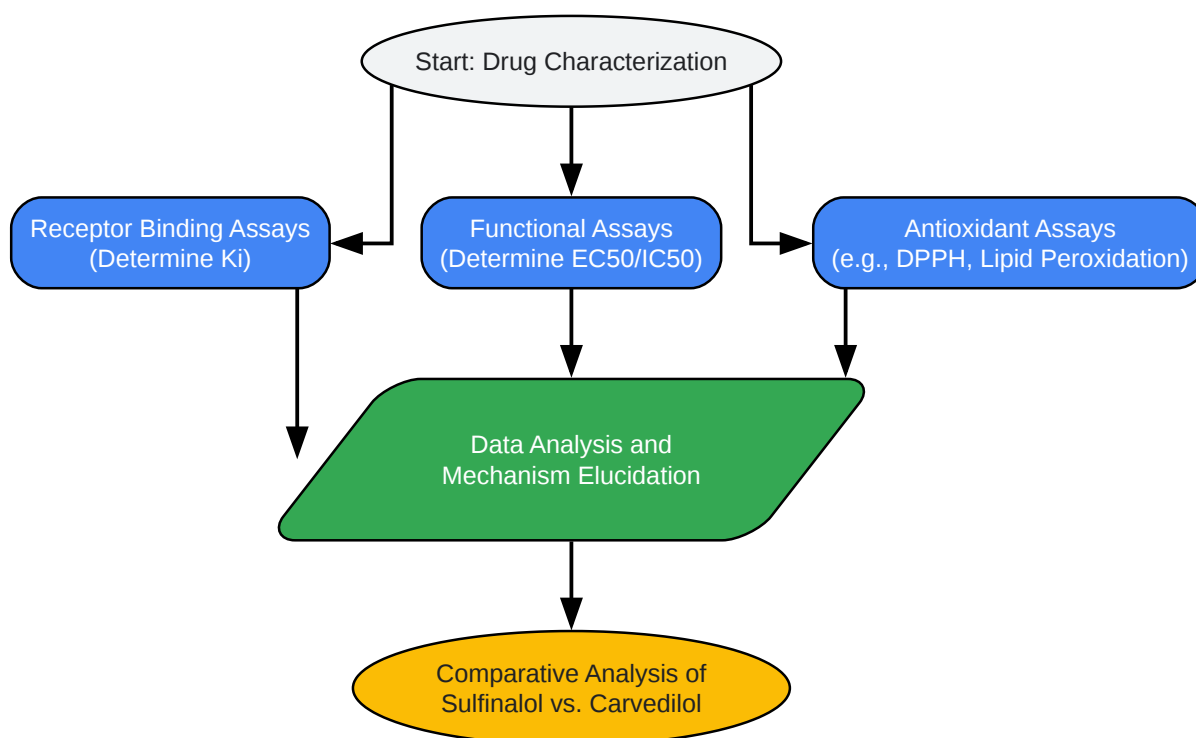 Start: Drug Characterization
Receptor Binding Assays
(Determine Ki)
Functional Assays
(Determine EC50/IC50)
Antioxidant Assays
(e.g., DPPH, Lipid Peroxidation)
Data Analysis and
Mechanism Elucidation
Comparative Analysis of
Sulfinalol vs. Carvedilol